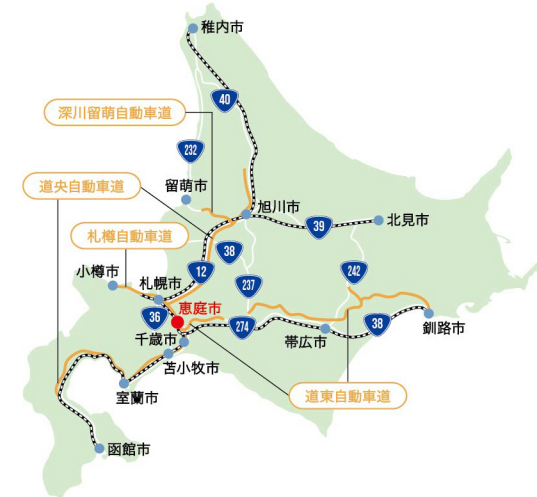 稚内市
40
深川留萌自動車道
232
道央自動車道
留萌市
旭川市
39
北見市
札樽自動車道
38
小樽市
札幌市
12
237
242
恵庭市
36
274
38
千歳市
帯広市
釧路市
苫小牧市
室蘭市
道東自動車道
函館市